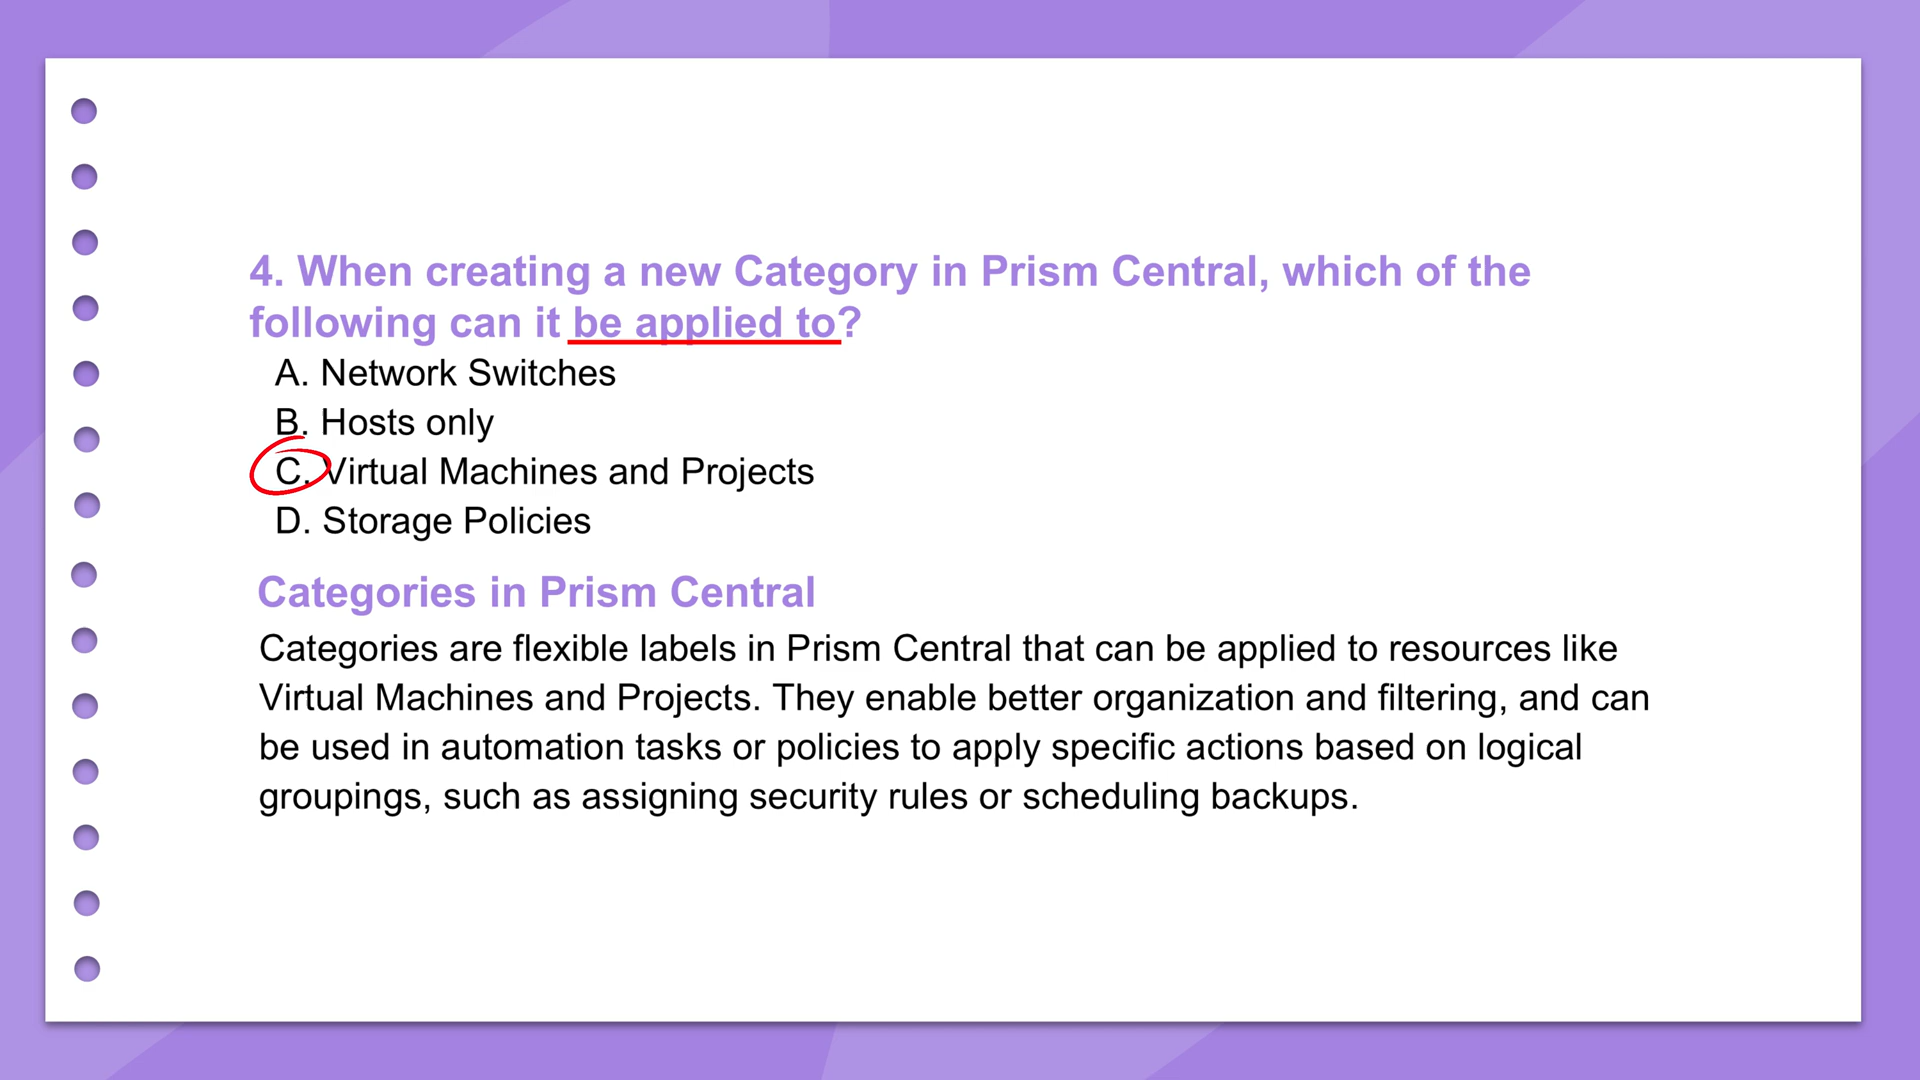 4. When creating a new Category in Prism Central, which of the
following can it be applied to?
A. Network Switches
B. Hosts only
C. Virtual Machines and Projects
D. Storage Policies
Categories in Prism Central
Categories are flexible labels in Prism Central that can be applied to resources like
Virtual Machines and Projects. They enable better organization and filtering, and can
be used in automation tasks or policies to apply specific actions based on logical
groupings, such as assigning security rules or scheduling backups.